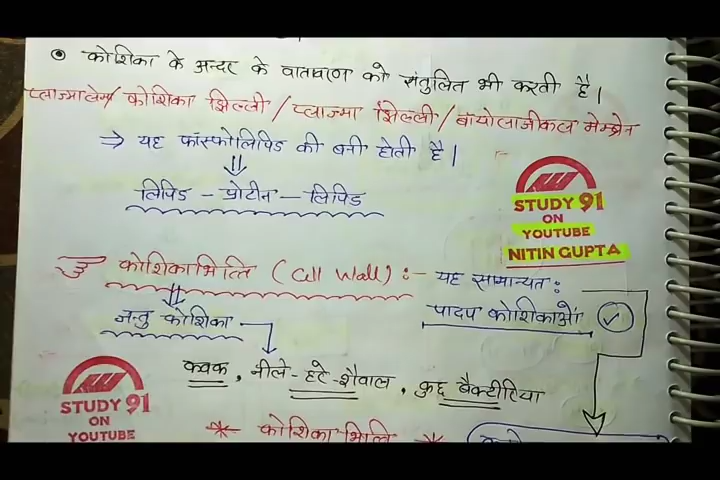 कोशिका के अन्दर के वातावरण को संतुलित भी करती है।
प्लाज्मालेमा/ कोशिका झिल्ली / प्लाज्मा झिल्ली / बायोलाजीकल मेम्ब्रेन
⇒ यह फॉस्फोलिपिड की बनी होती है।
लिपिड - प्रोटीन - लिपिड
STUDY 91
ON
YOUTUBE
NITIN GUPTA
कोशिकाभित्ति (Cell Wall) :- यह सामान्यत:
पादप कोशिकाओं
जन्तु कोशिका
कवक, नीले-हरे-शैवाल, कुछ बैक्टीरिया
STUDY 91
ON
YOUTUBE
* कोशिका भित्ति *